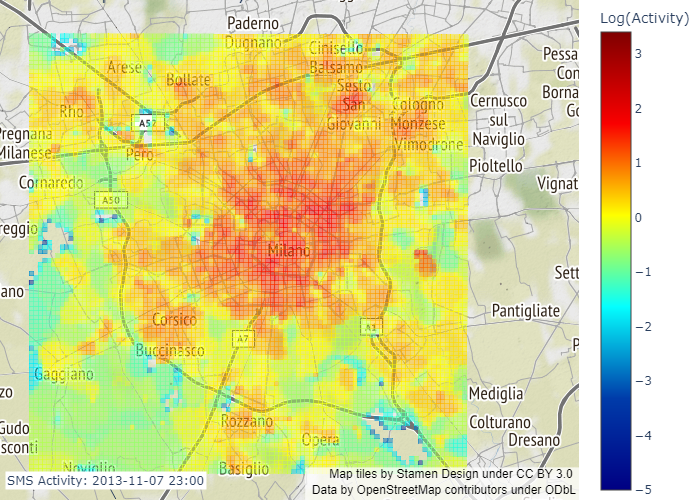 Log(Activity)
3
2
1
0
−1
−2
−3
−4
−5
Paderno
Dugnano
Cinisello
Balsamo
Arese
Bollate
Sesto
San
Giovanni
Rho
Cologno
Monzese
Vimodrone
Pessa
Con
Borna
Go
Cernusco
sul
Naviglio
A52
Pregnana
Milanese
Pero
Pioltello
Cornaredo
Vignat
A50
reggio
Milano
Sett
ano
Pantigliate
Corsico
A7
A1
Buccinasco
P
Gaggiano
zo
Mediglia
Rozzano
Colturano
Dresano
Gudo
sconti
Opera
Noviglio
Basiglio
SMS Activity: 2013-11-07 23:00
Map tiles by Stamen Design under CC BY 3.0
Data by OpenStreetMap contributors under ODbL